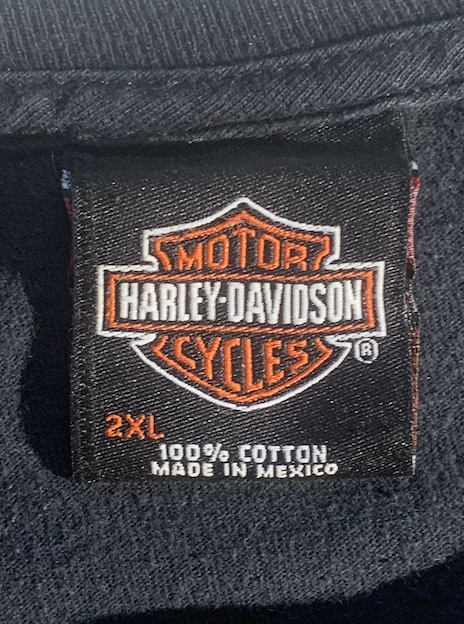 MOTOR
HARLEY-DAVIDSON
CYCLES
®
2XL
100% COTTON
MADE IN MEXICO